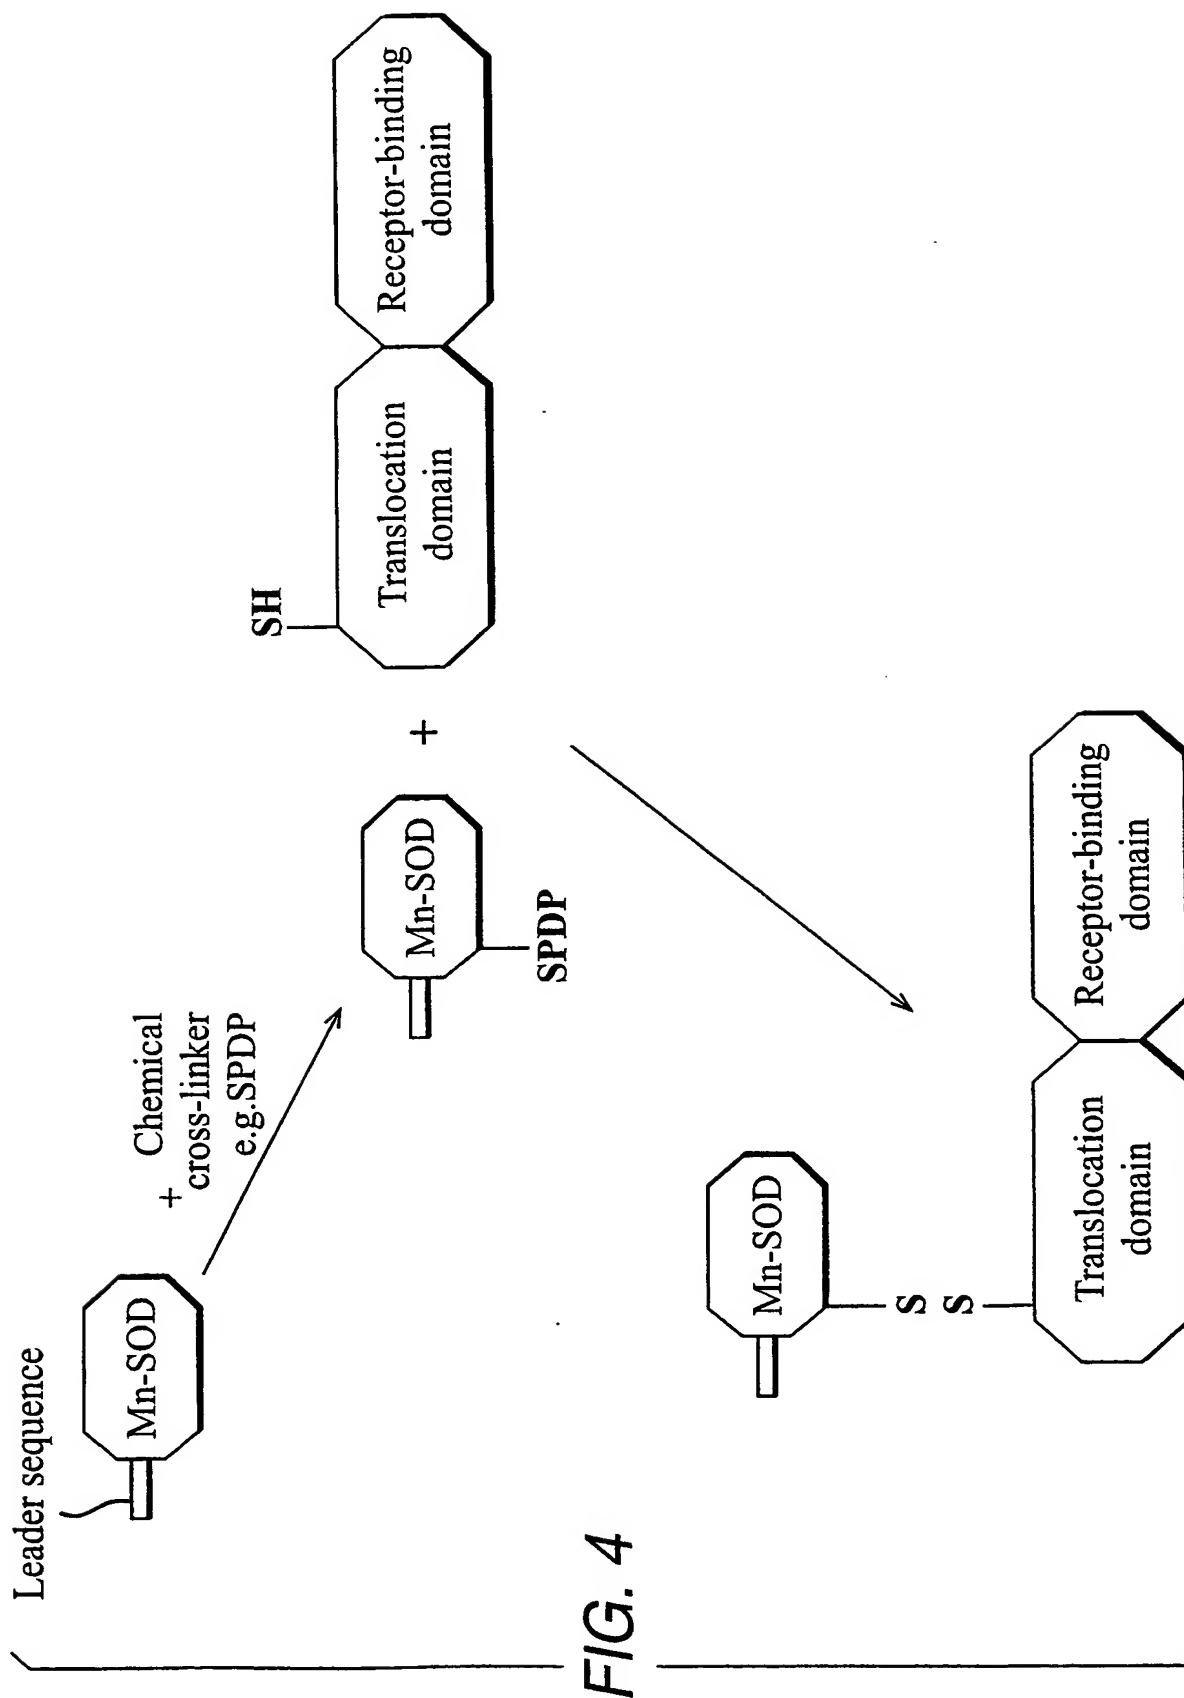 Leader sequence
Mn-SOD
+ Chemical
cross-linker
e.g.SPDP
Mn-SOD
SPDP
+
SH
Translocation
domain
Receptor-binding
domain
Mn-SOD
S
S
Translocation
domain
Receptor-binding
domain
FIG. 4